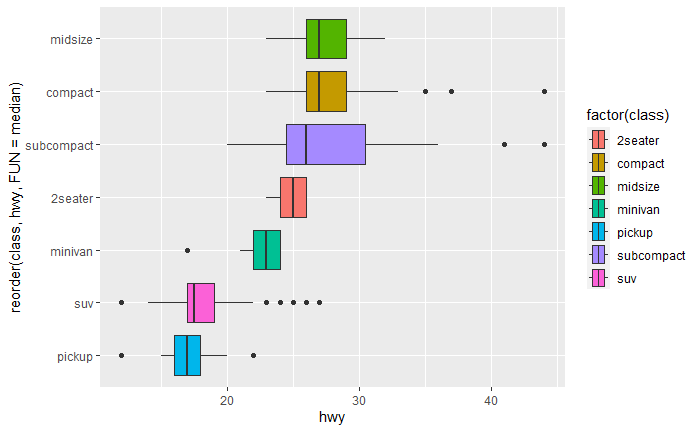 reorder(class, hwy, FUN = median)
midsize
compact
subcompact
2seater
minivan
suv
pickup
20
30
40
hwy
factor(class)
2seater
compact
midsize
minivan
pickup
subcompact
suv